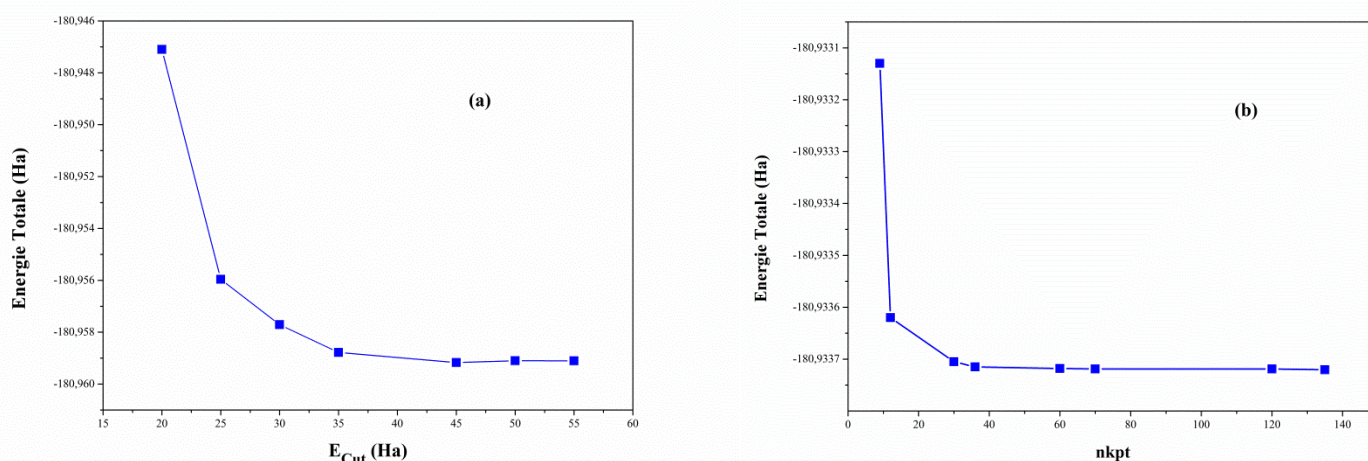 -180,946
-180,948
-180,950
-180,952
-180,954
-180,956
-180,958
-180,960
Energie Totale (Ha)
(a)
15 20 25 30 35 40 45 50 55 60
E_Cut (Ha)
-180,9331
-180,9332
-180,9333
-180,9334
-180,9335
-180,9336
-180,9337
Energie Totale (Ha)
(b)
0 20 40 60 80 100 120 140
nkpt